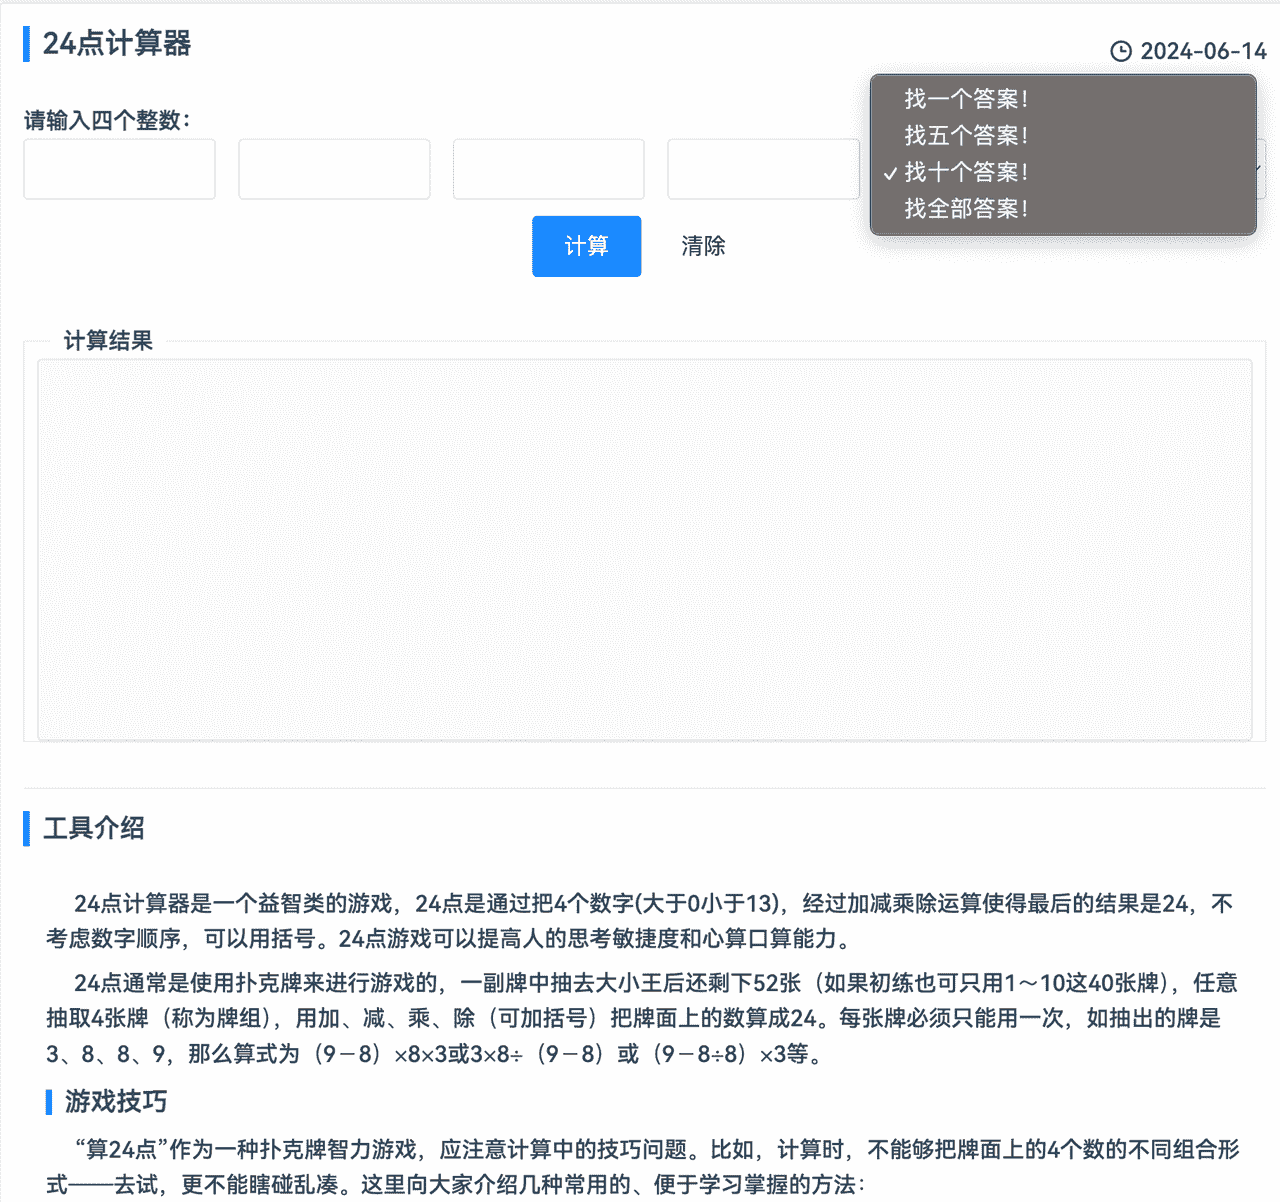 24点计算器
2024-06-14
请输入四个整数：
找一个答案！
找五个答案！
✓找十个答案！
找全部答案！
计算
清除
计算结果
工具介绍
24点计算器是一个益智类的游戏，24点是通过把4个数字(大于0小于13)，经过加减乘除运算使得最后的结果是24，不
考虑数字顺序，可以用括号。24点游戏可以提高人的思考敏捷度和心算口算能力。
24点通常是使用扑克牌来进行游戏的，一副牌中抽去大小王后还剩下52张（如果初练也可只用1～10这40张牌），任意
抽取4张牌（称为牌组），用加、减、乘、除（可加括号）把牌面上的数算成24。每张牌必须只能用一次，如抽出的牌是
3、8、8、9，那么算式为（9－8）×8×3或3×8÷（9－8）或（9－8÷8）×3等。
游戏技巧
“算24点”作为一种扑克牌智力游戏，应注意计算中的技巧问题。比如，计算时，不能够把牌面上的4个数的不同组合形
式——去试，更不能瞎碰乱凑。这里向大家介绍几种常用的、便于学习掌握的方法：